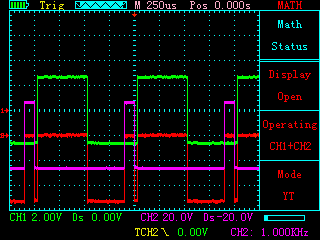 Trig M 250us Pos 0.000s MATH
Math
Status
Display
Open
Operating
CH1+CH2
Mode
YT
CH1 2.00V Ds 0.00V CH2 20.0V Ds-20.0V
TCH2 0.00V CH2: 1.000KHz